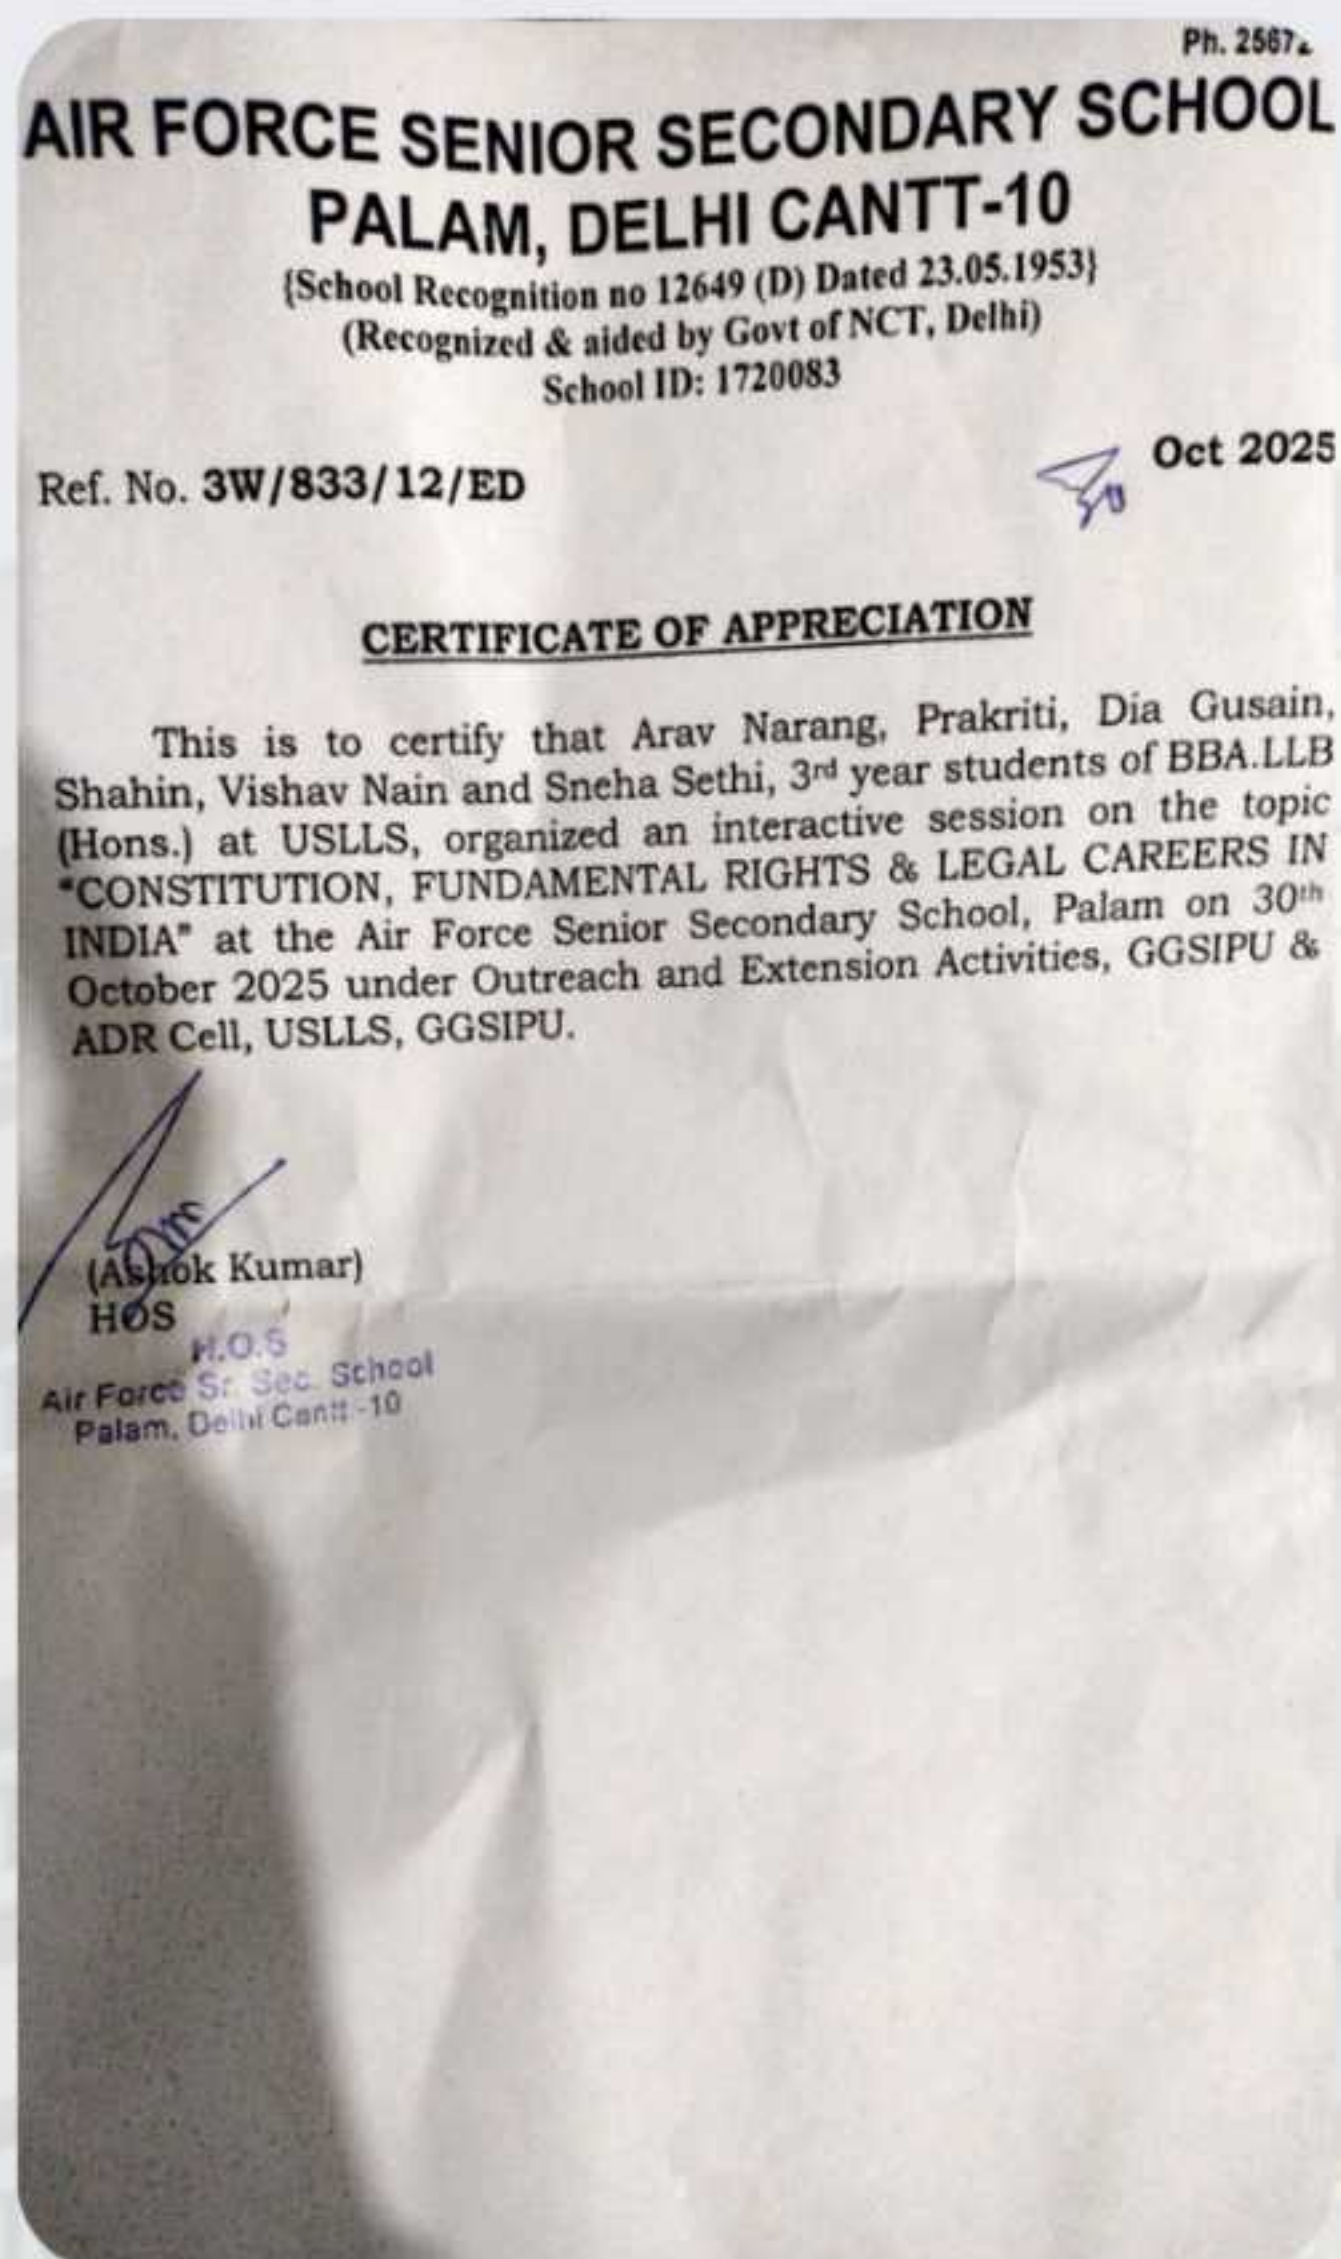 Ph. 2567
AIR FORCE SENIOR SECONDARY SCHOOL
PALAM, DELHI CANTT-10
{School Recognition no 12649 (D) Dated 23.05.1953}
(Recognized & aided by Govt of NCT, Delhi)
School ID: 1720083
Ref. No. 3W/833/12/ED
Oct 2025
CERTIFICATE OF APPRECIATION
This is to certify that Arav Narang, Prakriti, Dia Gusain,
Shahin, Vishav Nain and Sneha Sethi, 3rd year students of BBA.LLB
(Hons.) at USLLS, organized an interactive session on the topic
"CONSTITUTION, FUNDAMENTAL RIGHTS & LEGAL CAREERS IN
INDIA" at the Air Force Senior Secondary School, Palam on 30th
October 2025 under Outreach and Extension Activities, GGSIPU &
ADR Cell, USLLS, GGSIPU.
(Ashok Kumar)
HOS
H.O.S
Air Force Sr. Sec. School
Palam, Delhi Cantt-10